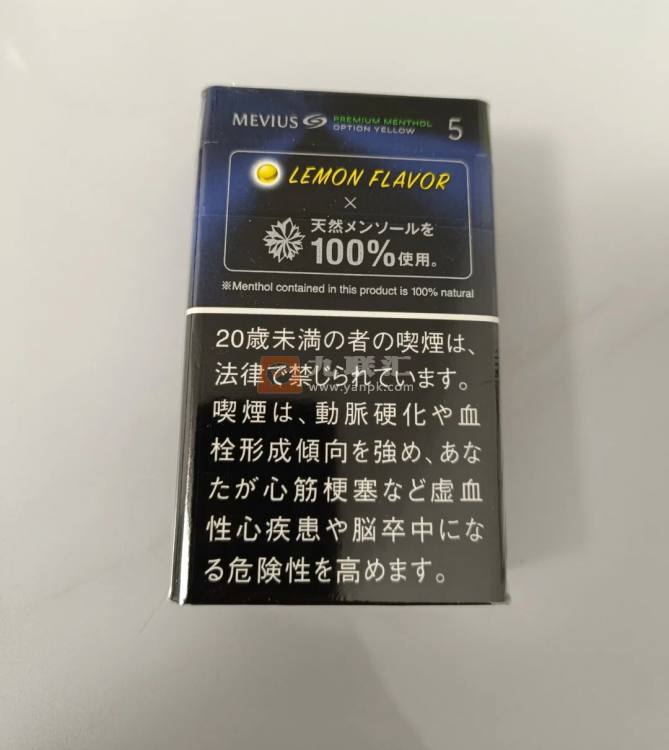 MEVIUS PREMIUM MENTHOL
OPTION YELLOW 5
LEMON FLAVOR
×
天然メンソールを
100%使用。
※Menthol contained in this product is 100% natural
20歳未満の者の喫煙は、
法律で禁じられています。
九联汇
www.yanpk.com
喫煙は、動脈硬化や血
栓形成傾向を強め、あな
たが心筋梗塞など虚血
性心疾患や脳卒中にな
る危険性を高めます。